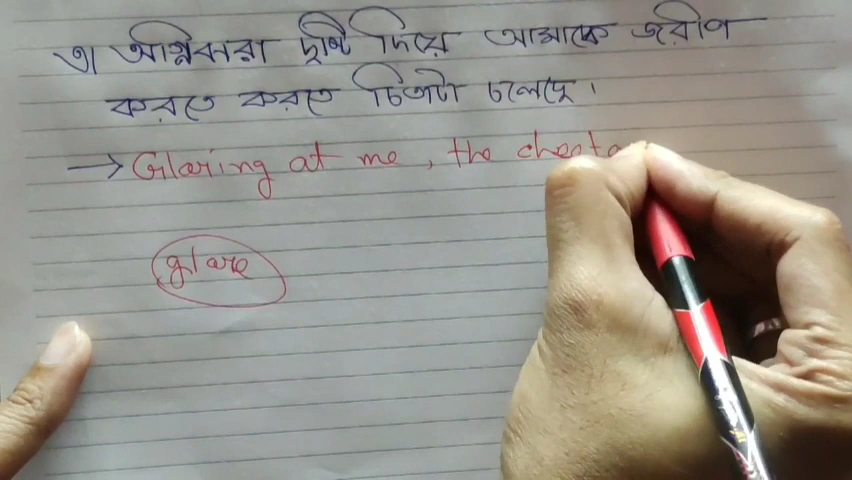 ৩। অগ্নিঝরা দৃষ্টি দিয়ে আমাকে জরীপ
করতে করতে চিতাটা চলেছে।
→ Glaring at me, the cheeta
glare